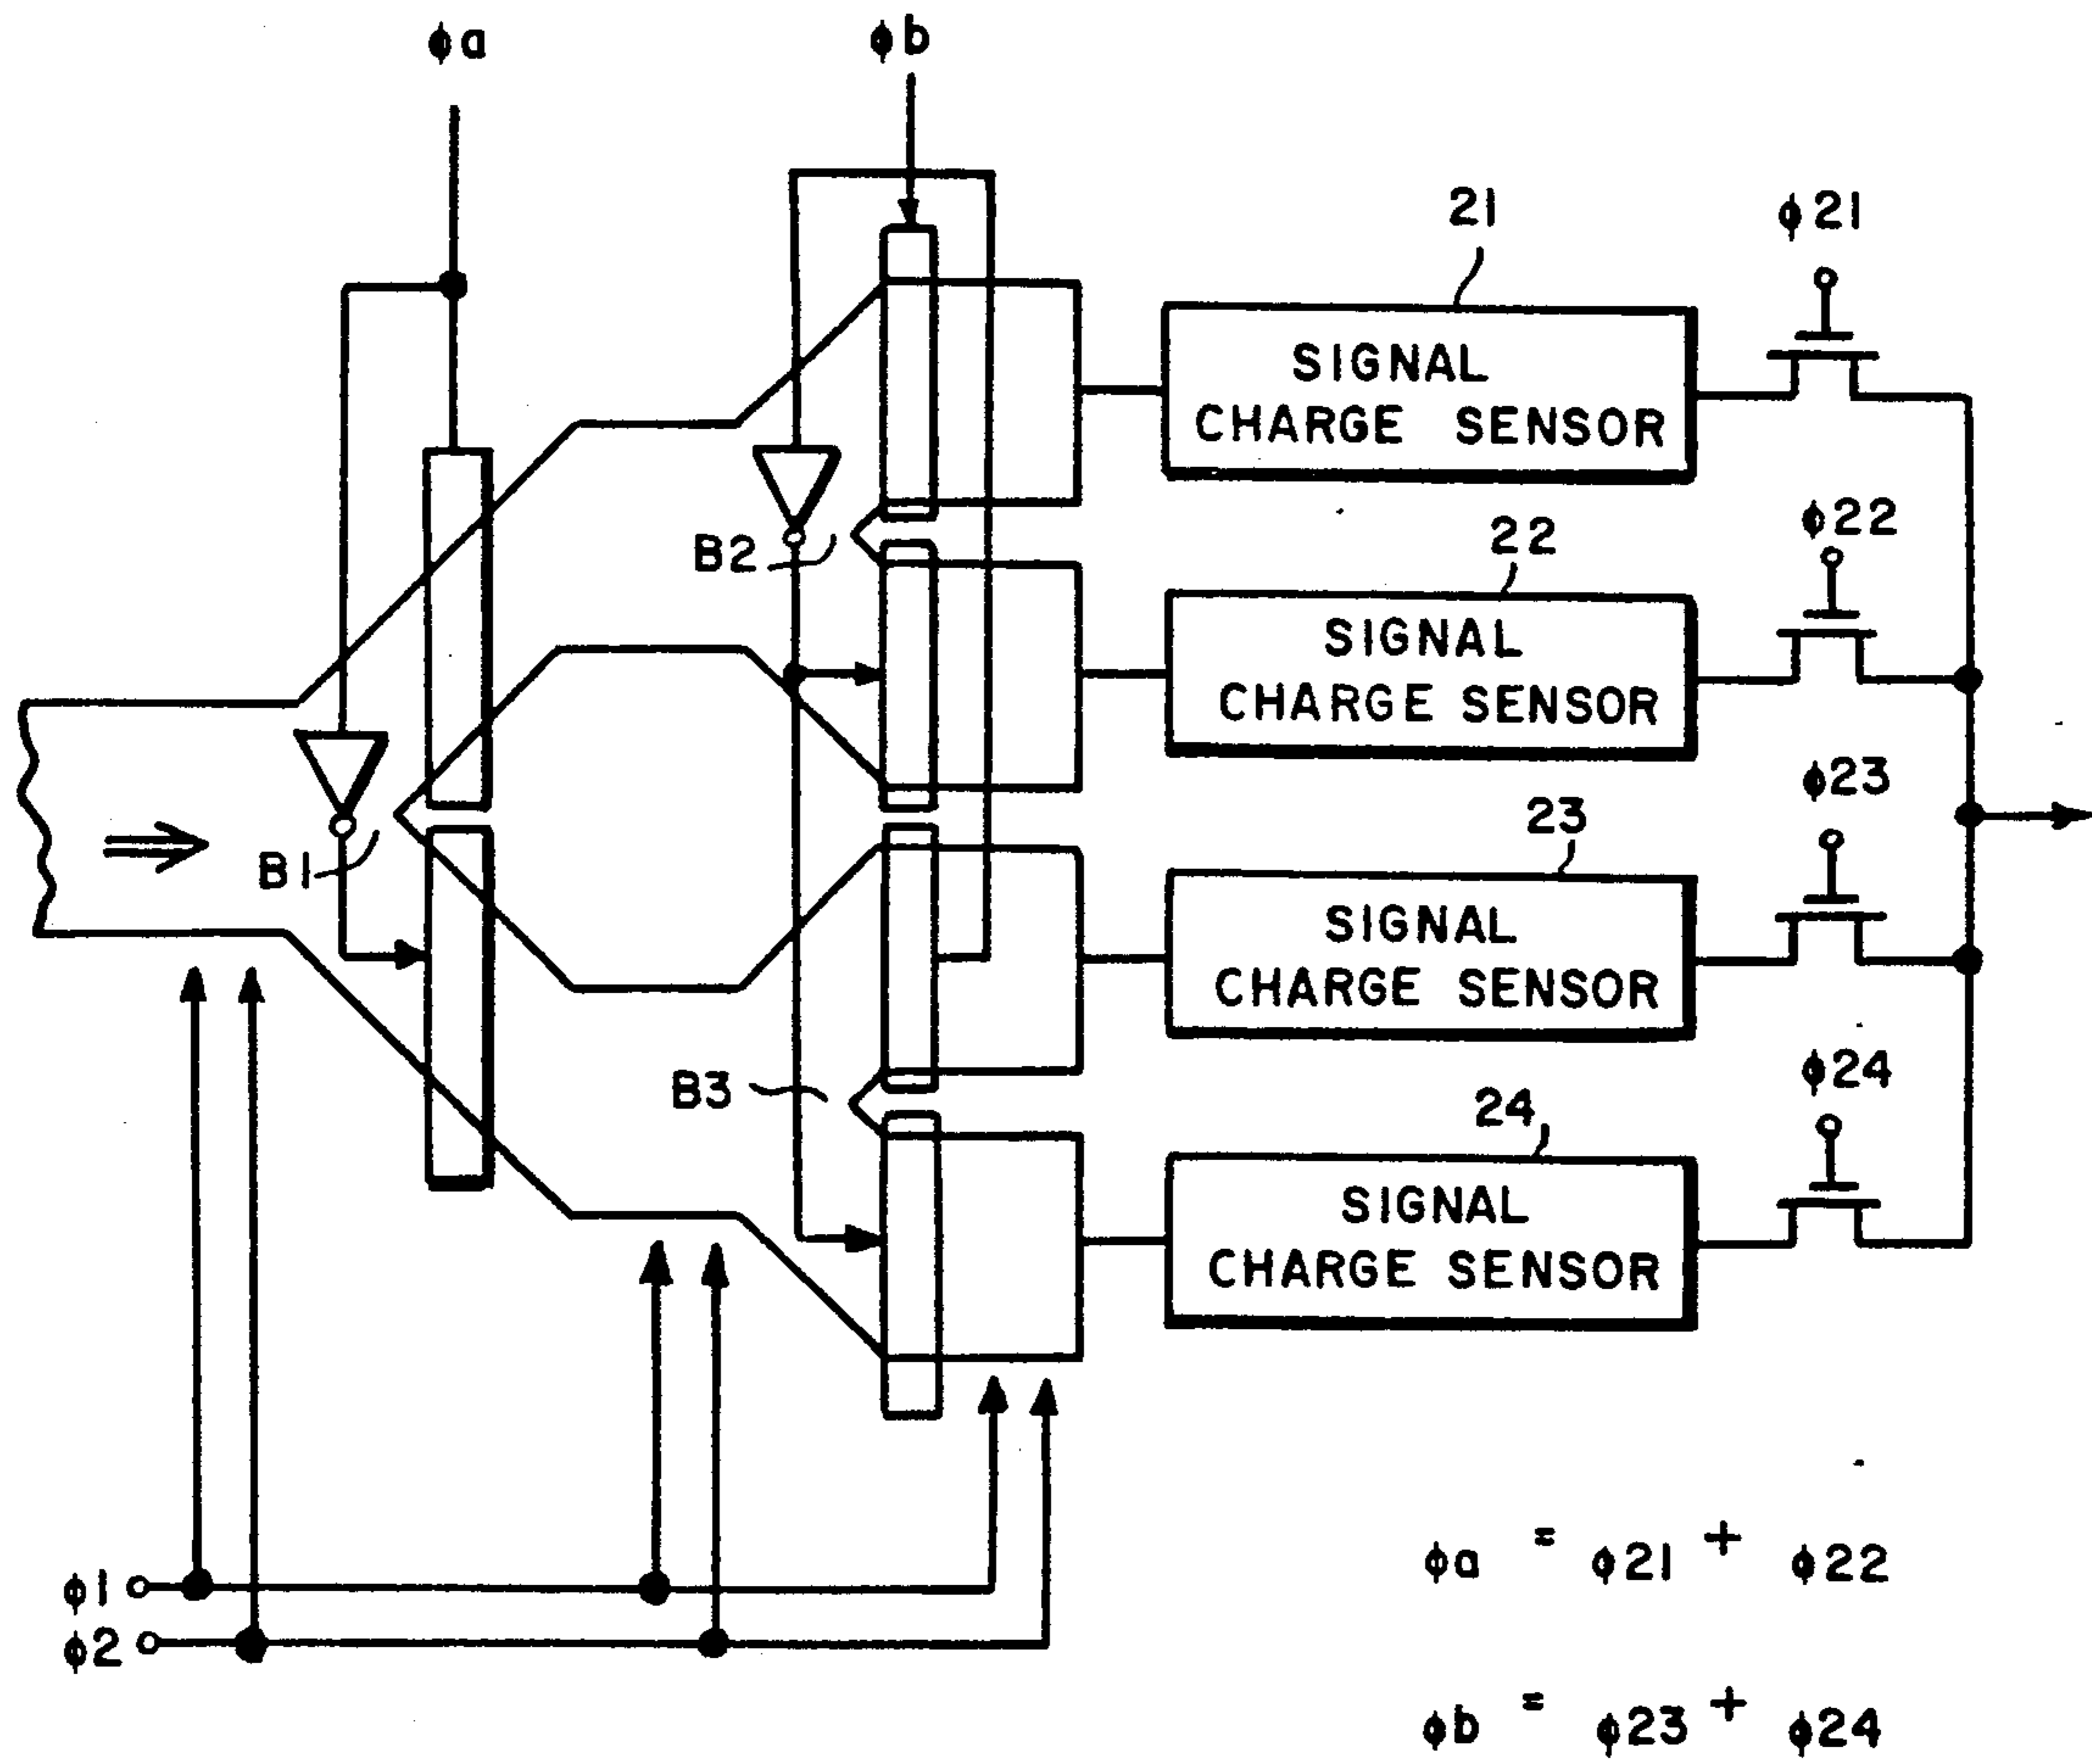 ϕa
ϕb
21
ϕ21
SIGNAL
CHARGE SENSOR
22
ϕ22
B2
SIGNAL
CHARGE SENSOR
23
ϕ23
B1
SIGNAL
CHARGE SENSOR
24
ϕ24
B3
SIGNAL
CHARGE SENSOR
ϕ1
ϕ2
ϕa = ϕ21 + ϕ22
ϕb = ϕ23 + ϕ24